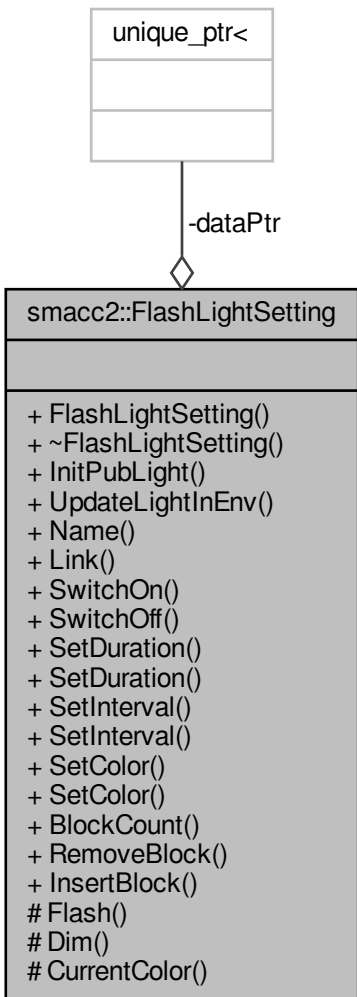 unique_ptr<
-dataPtr
smacc2::FlashLightSetting
+ FlashLightSetting()
+ ~FlashLightSetting()
+ InitPubLight()
+ UpdateLightInEnv()
+ Name()
+ Link()
+ SwitchOn()
+ SwitchOff()
+ SetDuration()
+ SetDuration()
+ SetInterval()
+ SetInterval()
+ SetColor()
+ SetColor()
+ BlockCount()
+ RemoveBlock()
+ InsertBlock()
# Flash()
# Dim()
# CurrentColor()